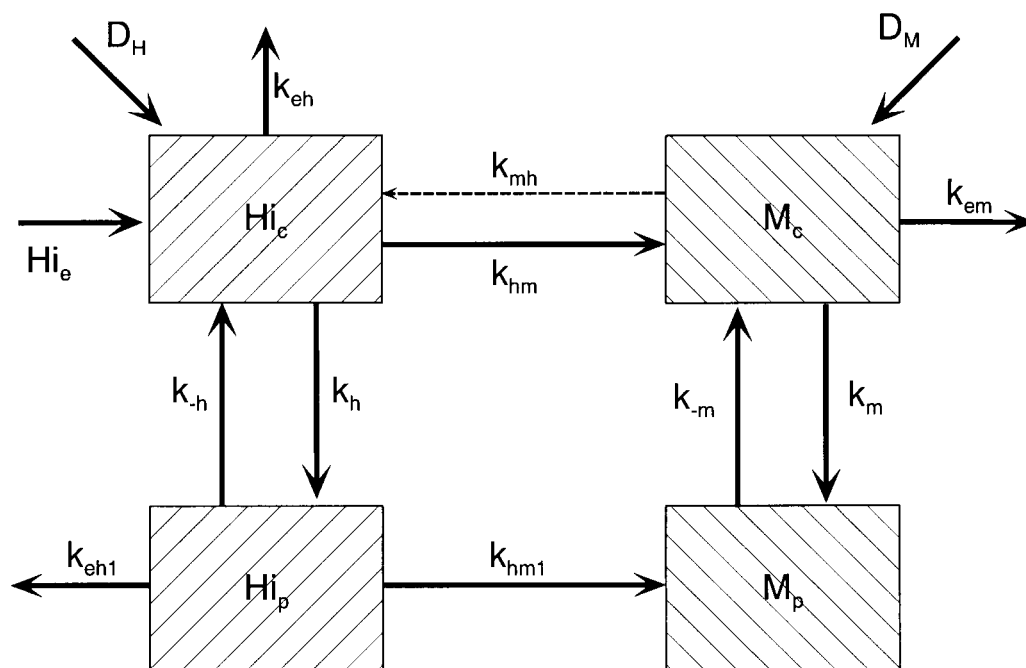 D_H
D_M
k_eh
k_mh
k_em
Hi_c
M_c
Hi_e
k_hm
k_-h
k_h
k_-m
k_m
k_eh1
k_hm1
Hi_p
M_p